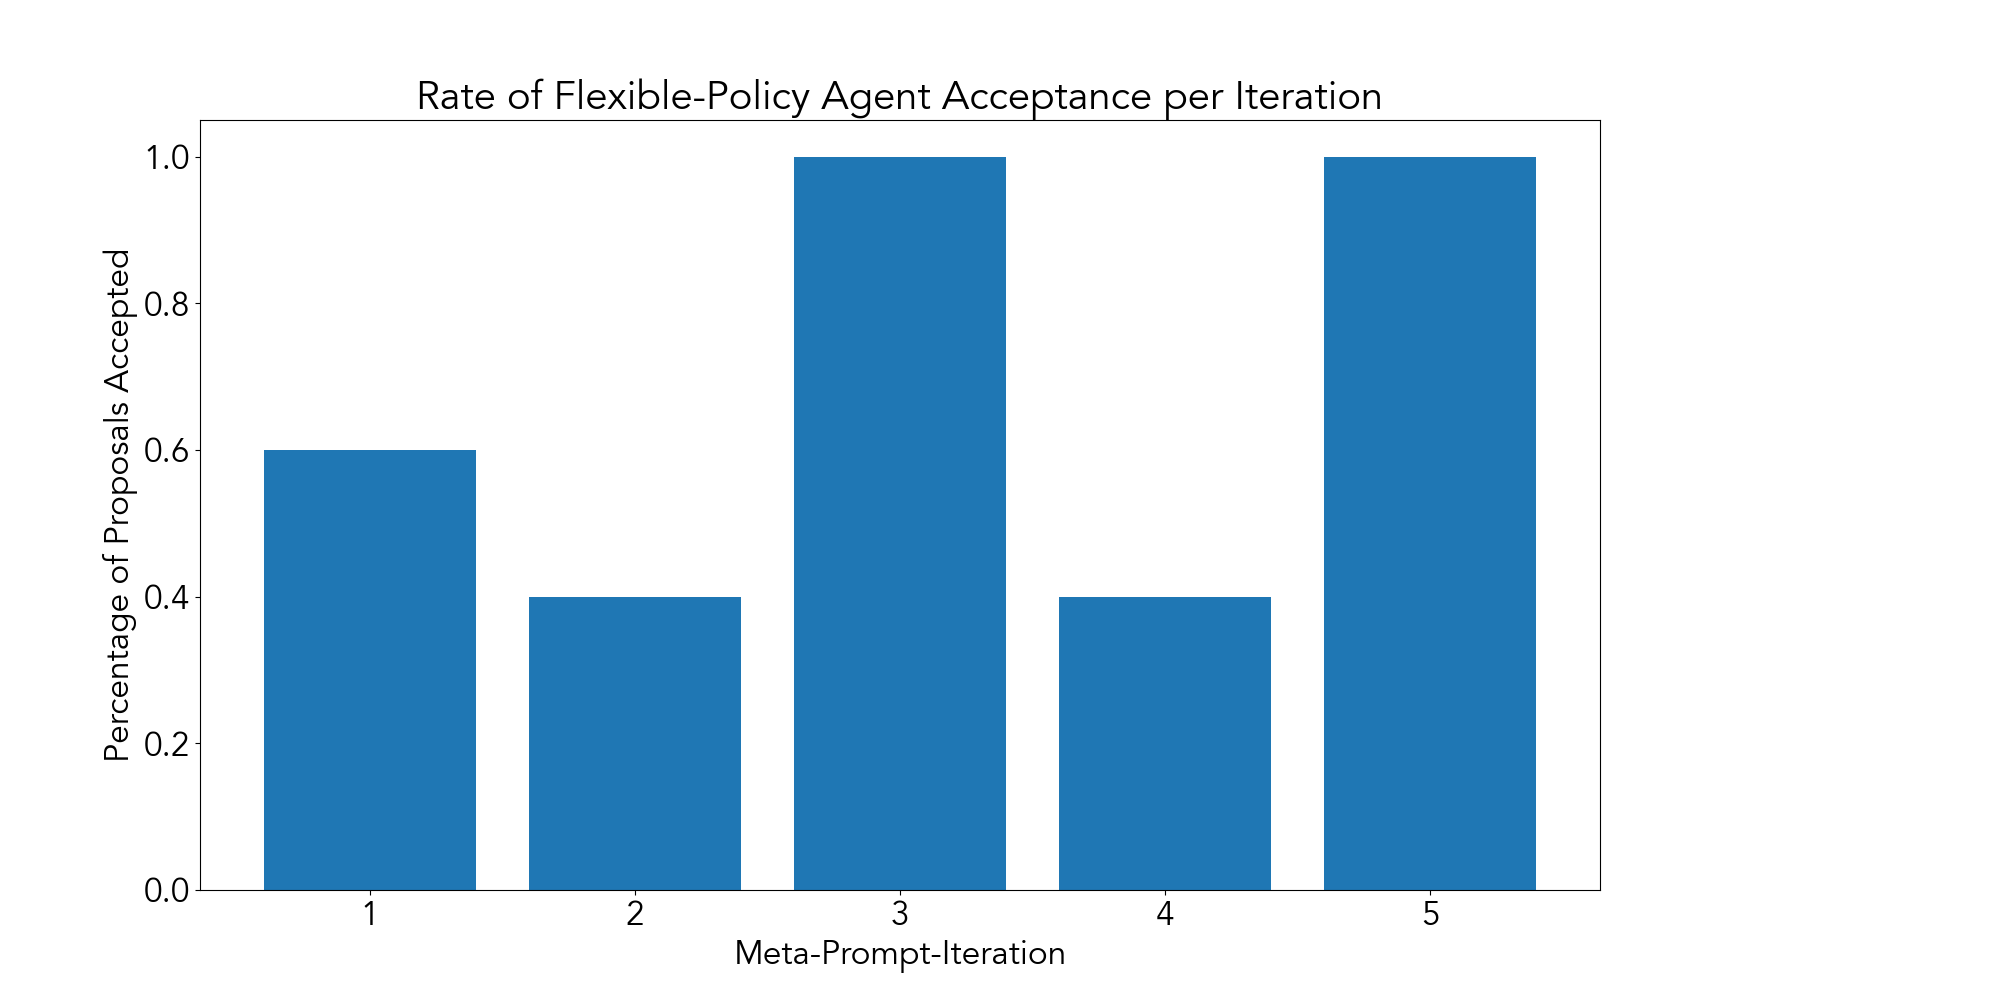 Rate of Flexible-Policy Agent Acceptance per Iteration
Percentage of Proposals Accepted
1.0
0.8
0.6
0.4
0.2
0.0
1 2 3 4 5
Meta-Prompt-Iteration